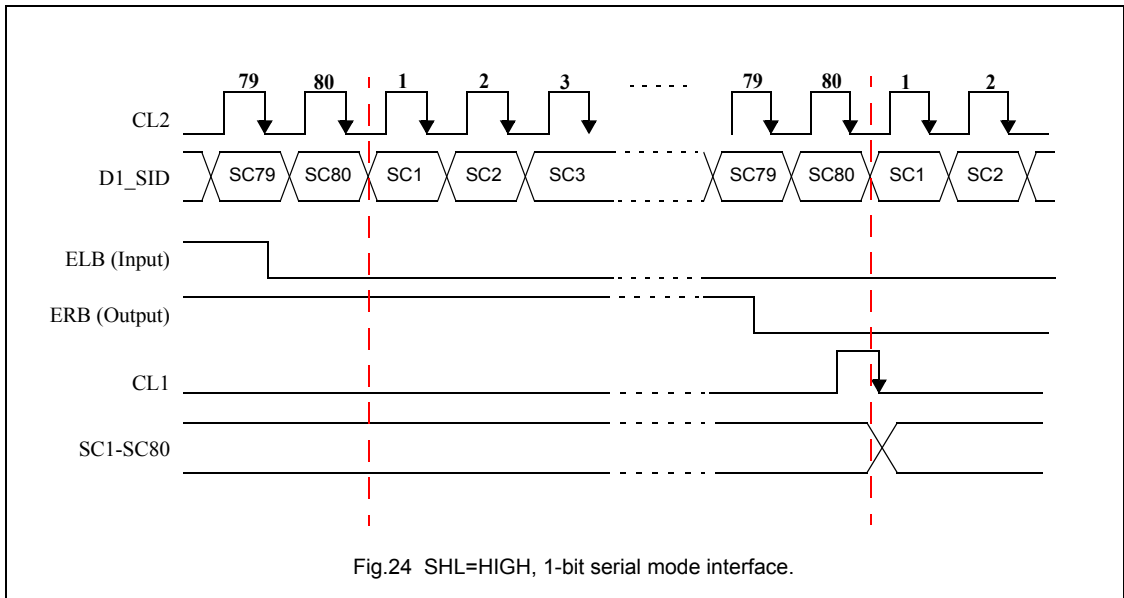 79 80 1 2 3 79 80 1 2
CL2
D1_SID SC79 SC80 SC1 SC2 SC3 SC79 SC80 SC1 SC2
ELB (Input)
ERB (Output)
CL1
SC1-SC80
Fig.24 SHL=HIGH, 1-bit serial mode interface.